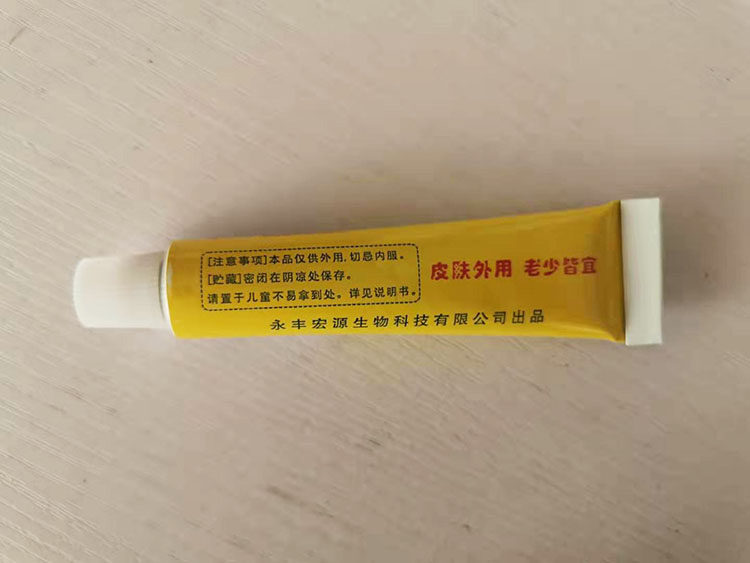 [注意事项]本品仅供外用,切忌内服。
[贮藏]密闭在阴凉处保存。
请置于儿童不易拿到处。详见说明书。
皮肤外用 老少皆宜
永丰宏源生物科技有限公司出品